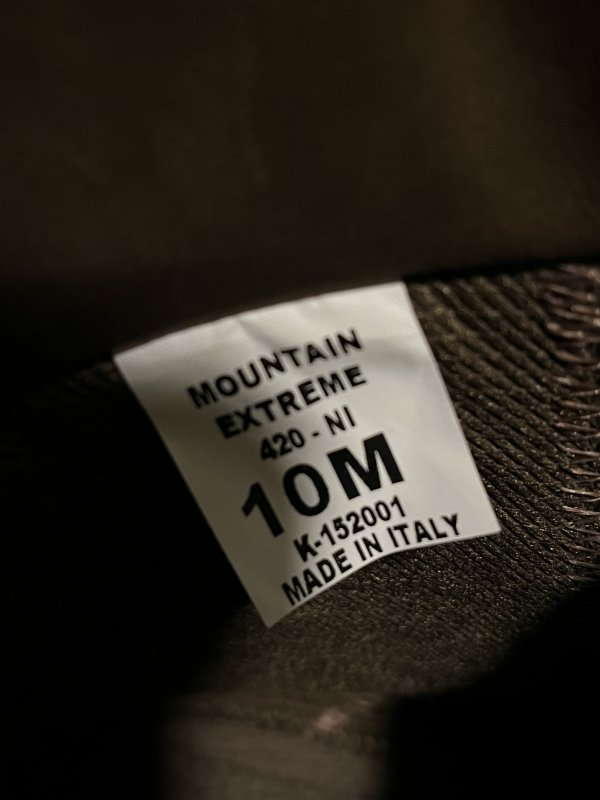 MOUNTAIN
EXTREME
420 - NI
10M
K-152001
MADE IN ITALY